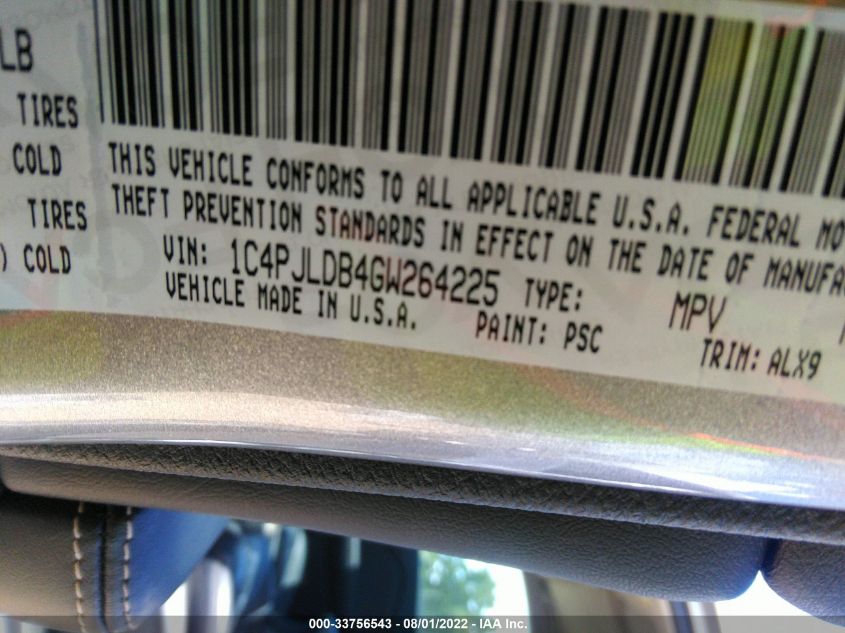 LB
TIRES
COLD
TIRES
) COLD
THIS VEHICLE CONFORMS TO ALL APPLICABLE U.S.A. FEDERAL
THEFT PREVENTION STANDARDS IN EFFECT ON THE DATE OF
VIN: 1C4PJLDB4GW264225 TYPE: MPV
VEHICLE MADE IN U.S.A. PAINT: PSC TRIM: ALX9
000-33756543 - 08/01/2022 - IAA Inc.